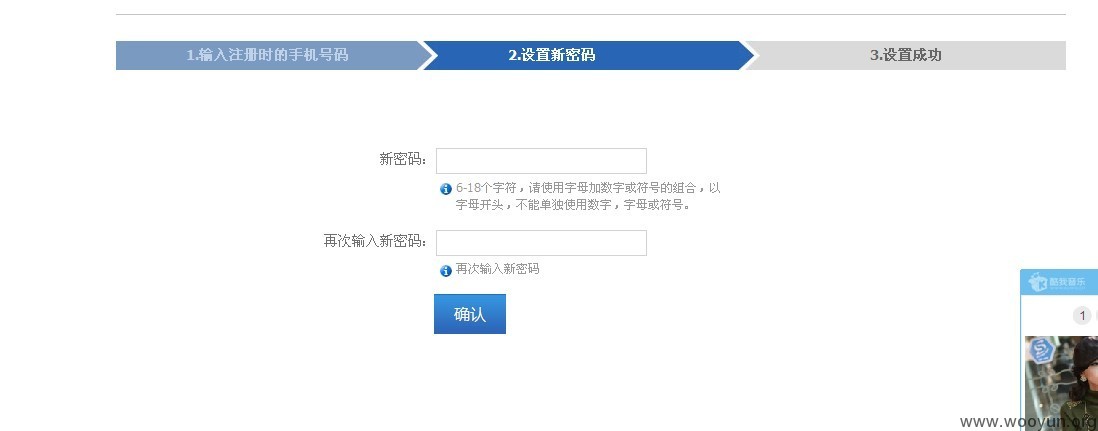 1.输入注册时的手机号码
2.设置新密码
3.设置成功
新密码：
6-18个字符，请使用字母加数字或符号的组合，以
字母开头，不能单独使用数字，字母或符号。
再次输入新密码：
再次输入新密码
确认
酷我音乐
1
www.wooyun.org